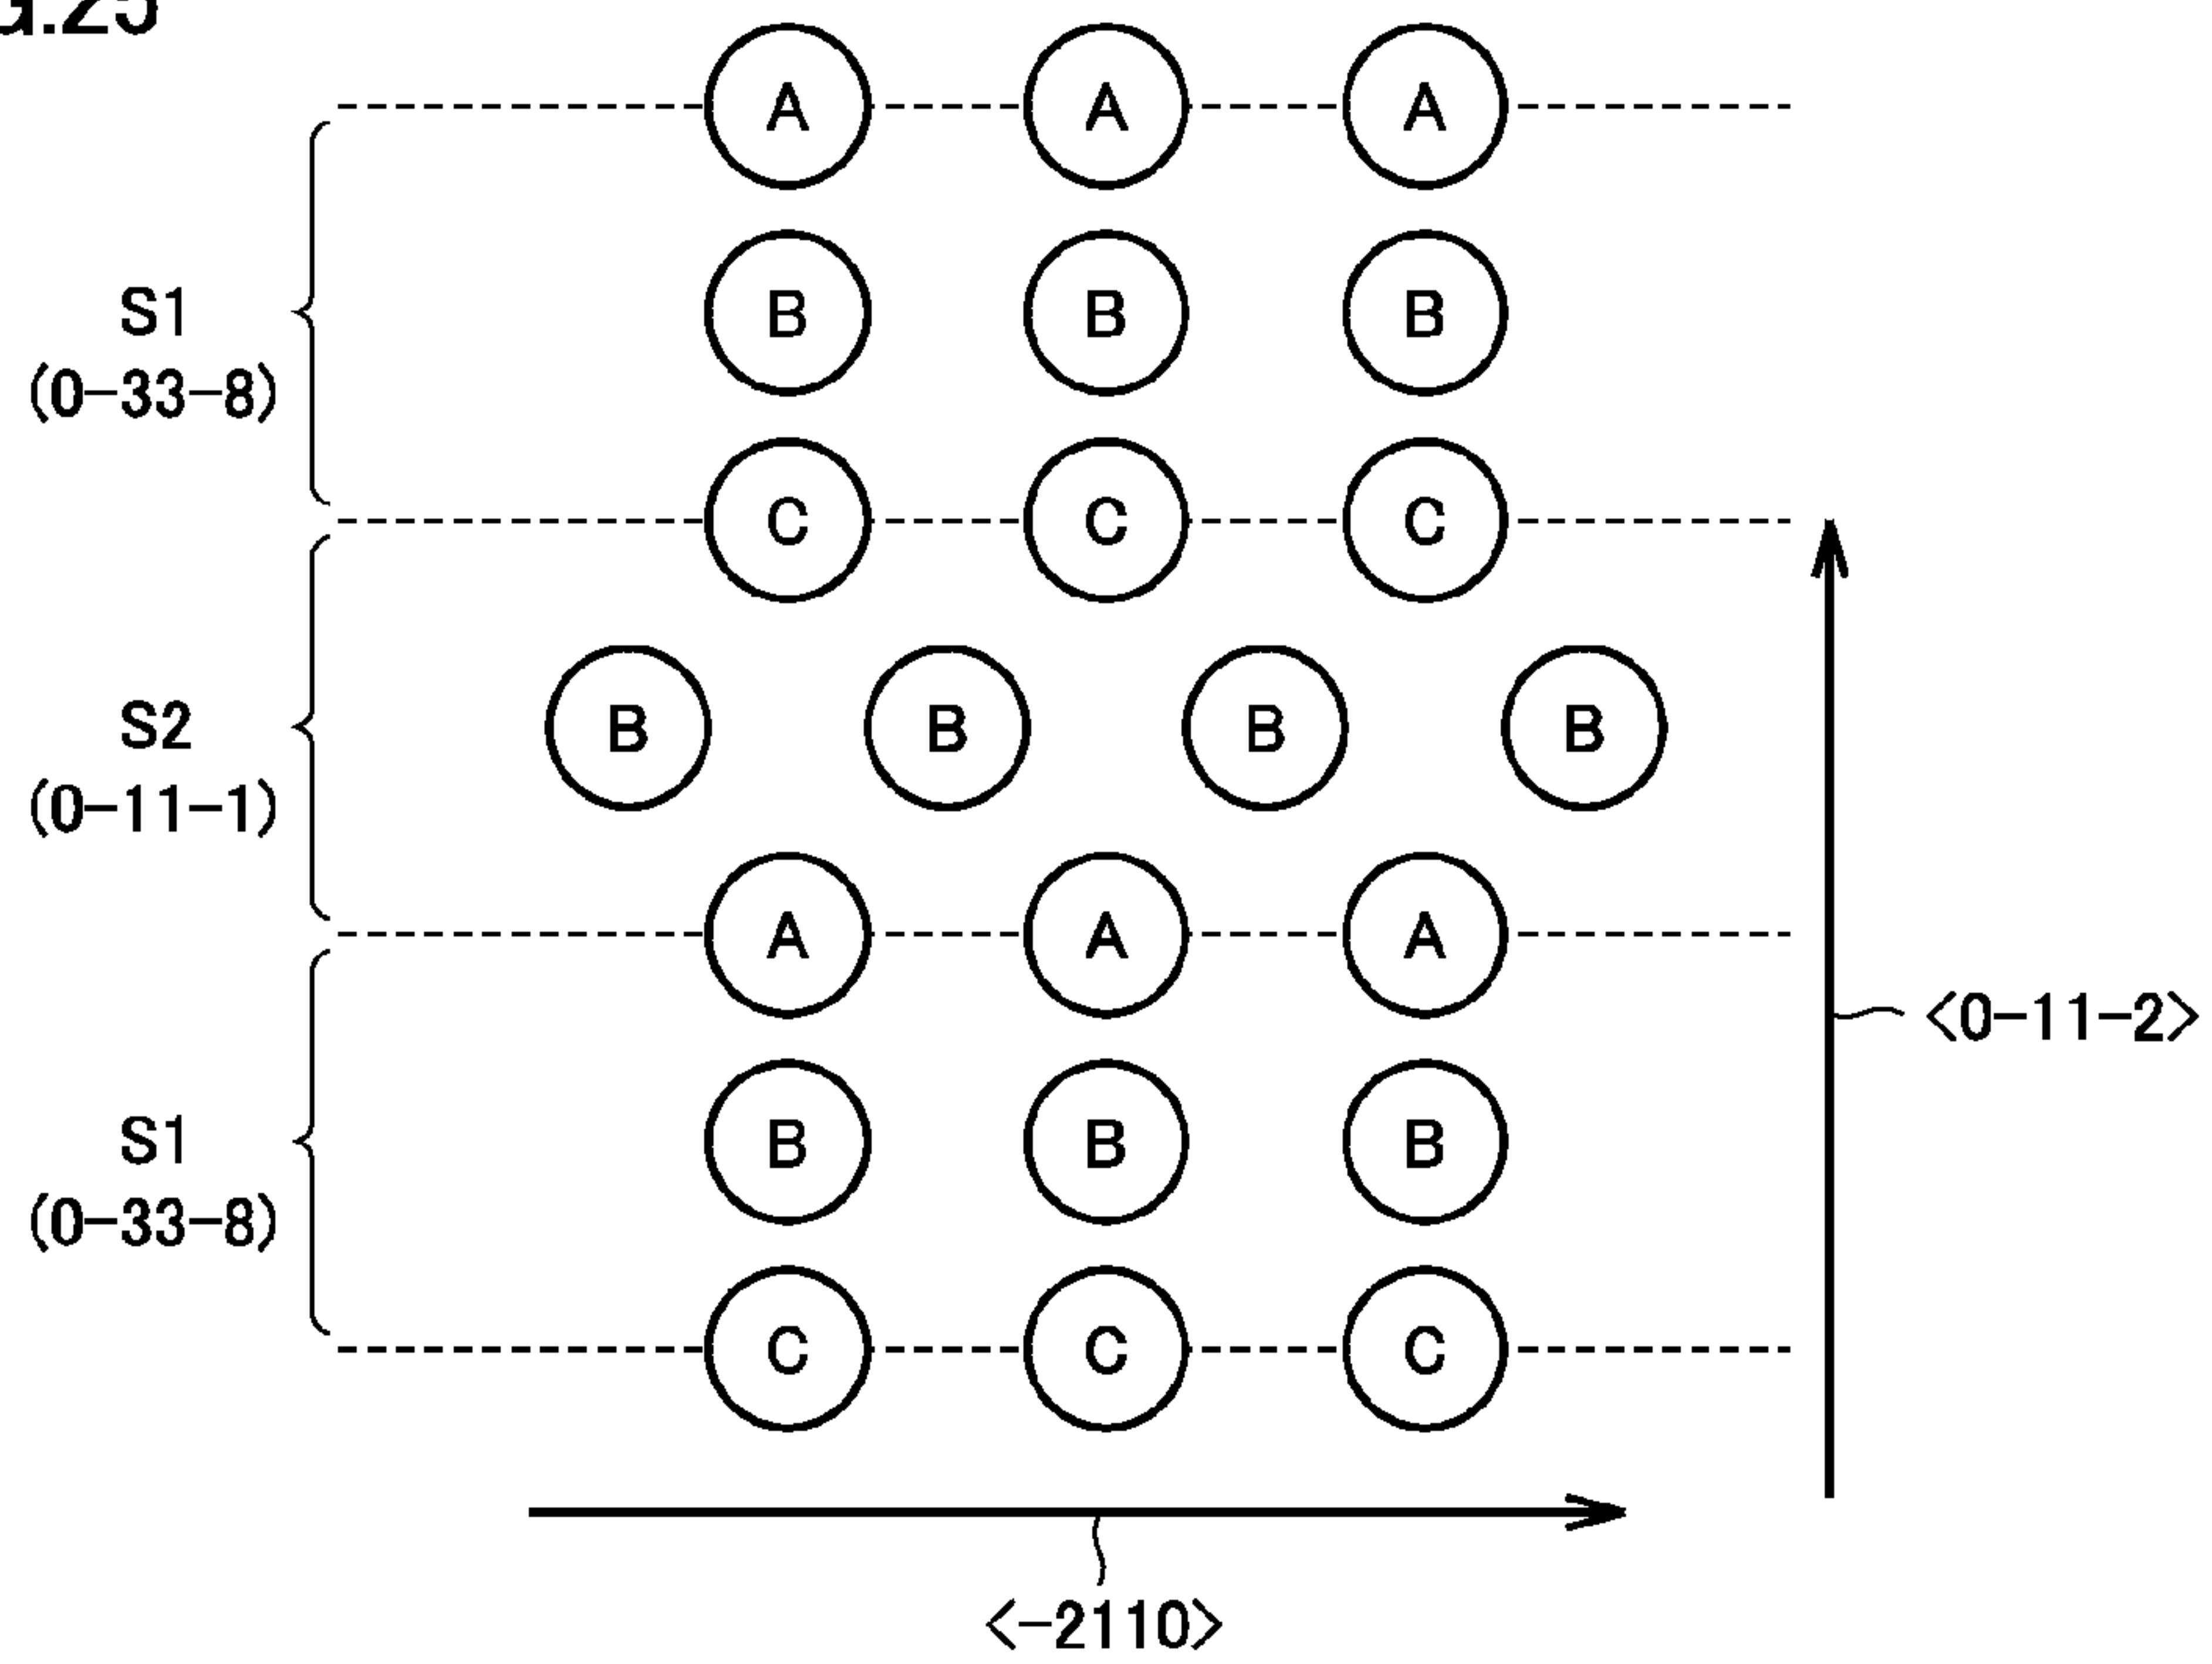 A A A
B B B
S1
(0-33-8)
C C C
B B B B
S2
(0-11-1)
A A A
<0-11-2>
B B B
S1
(0-33-8)
C C C
<-2110>